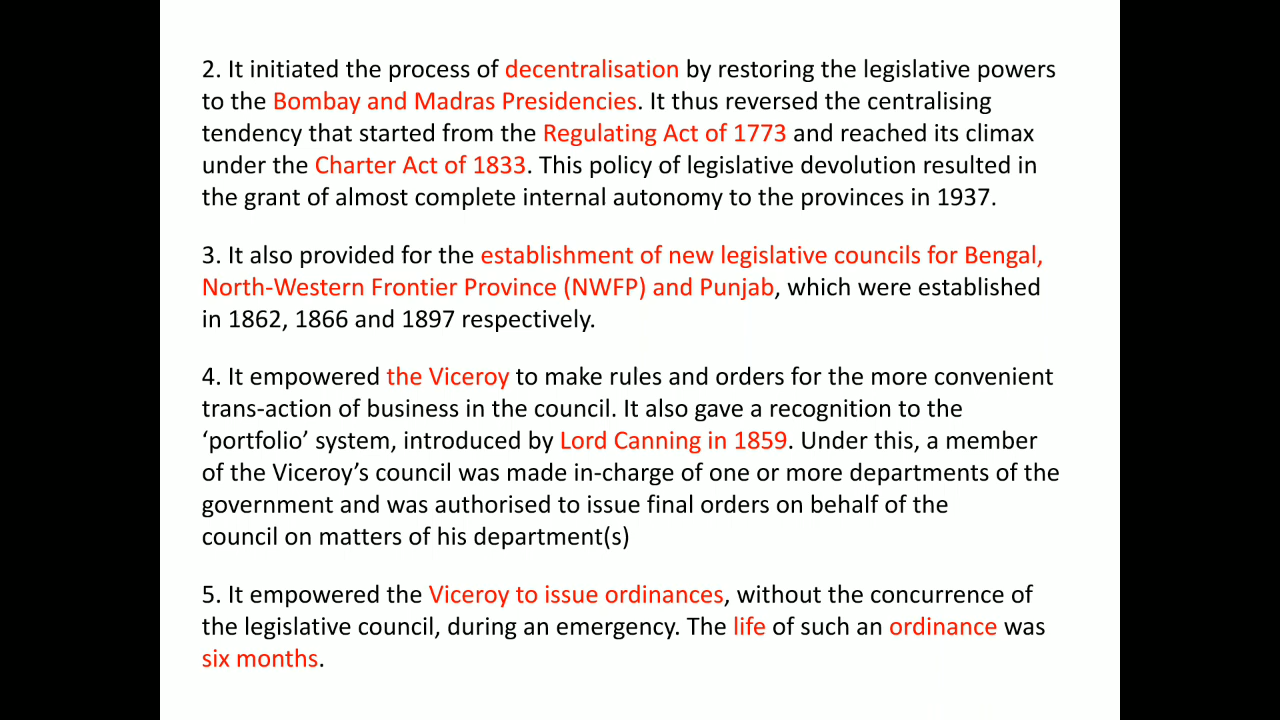 2. It initiated the process of decentralisation by restoring the legislative powers
to the Bombay and Madras Presidencies. It thus reversed the centralising
tendency that started from the Regulating Act of 1773 and reached its climax
under the Charter Act of 1833. This policy of legislative devolution resulted in
the grant of almost complete internal autonomy to the provinces in 1937.
3. It also provided for the establishment of new legislative councils for Bengal,
North-Western Frontier Province (NWFP) and Punjab, which were established
in 1862, 1866 and 1897 respectively.
4. It empowered the Viceroy to make rules and orders for the more convenient
trans-action of business in the council. It also gave a recognition to the
‘portfolio’ system, introduced by Lord Canning in 1859. Under this, a member
of the Viceroy’s council was made in-charge of one or more departments of the
government and was authorised to issue final orders on behalf of the
council on matters of his department(s)
5. It empowered the Viceroy to issue ordinances, without the concurrence of
the legislative council, during an emergency. The life of such an ordinance was
six months.